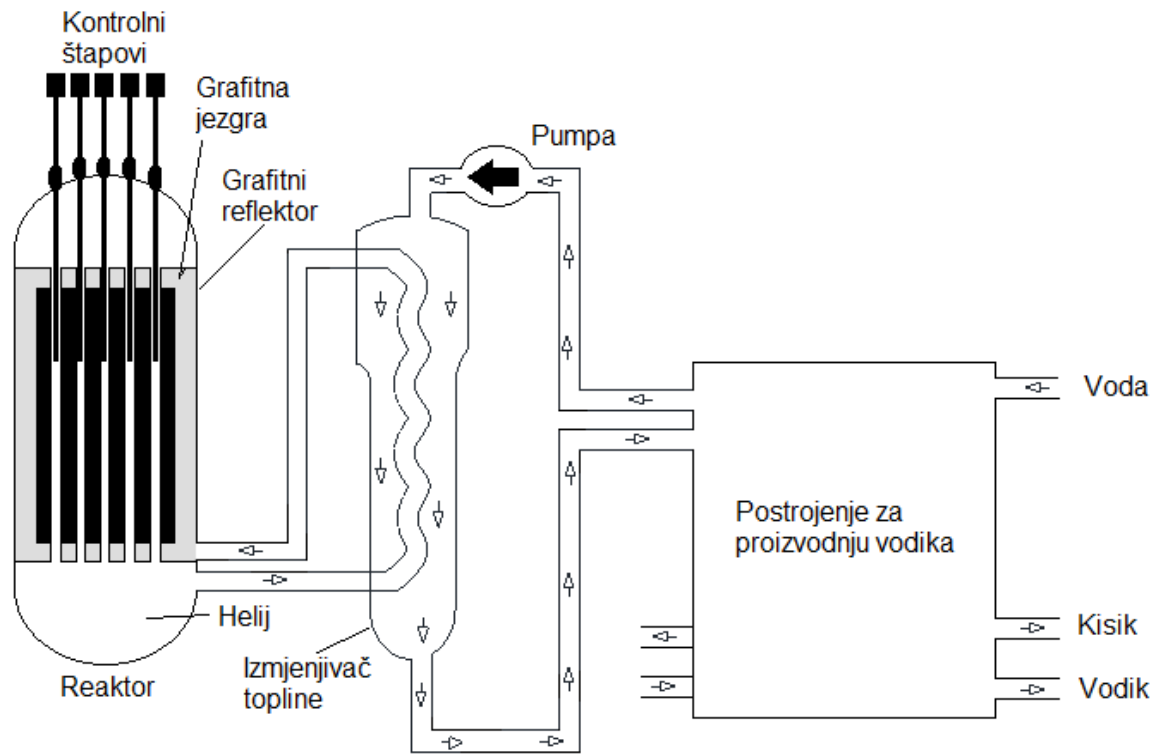 Kontrolni
štapovi
Grafitna
jezgra
Grafitni
reflektor
Pumpa
Voda
Postrojenje za
proizvodnju vodika
Helij
Kisik
Izmjenjivač
topline
Reaktor
Vodik